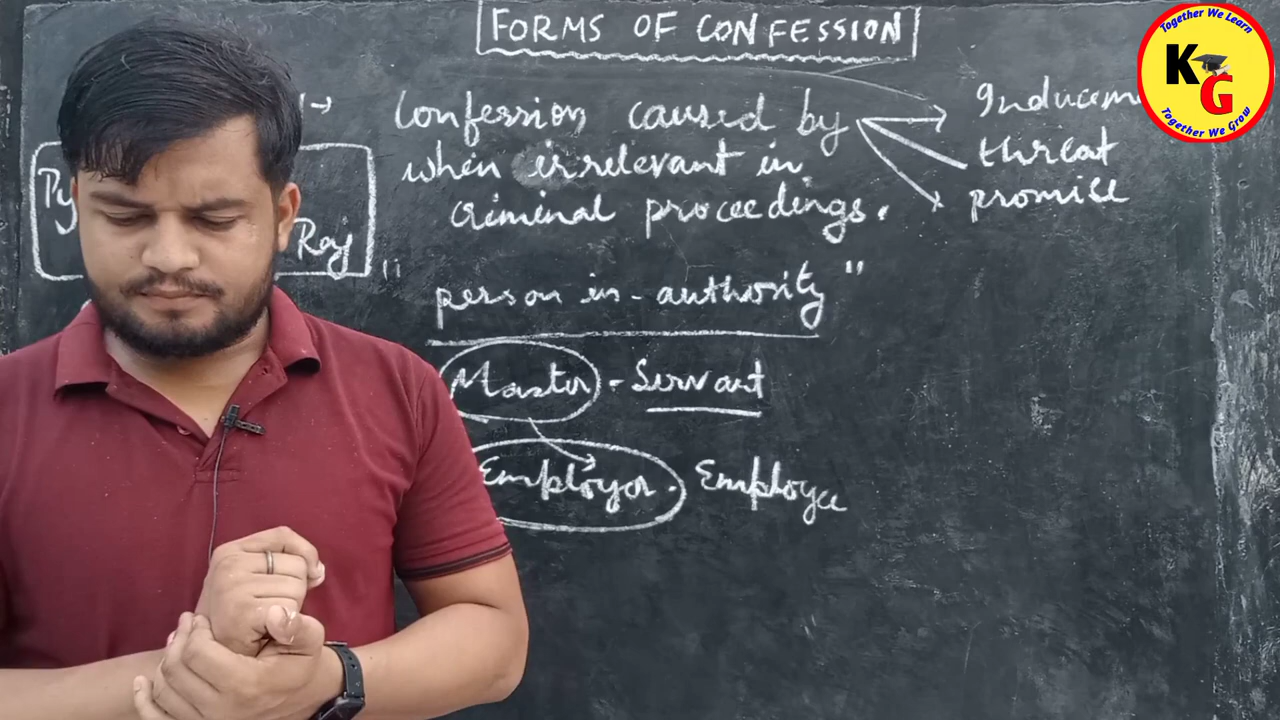 FORMS OF CONFESSION
Confession caused by
when irrelevant in
criminal proceedings.
Inducem
threat
promise
Ray
"person in-authority"
Master - Servant
Employer - Employee
Together We Learn
KG
Together We Grow